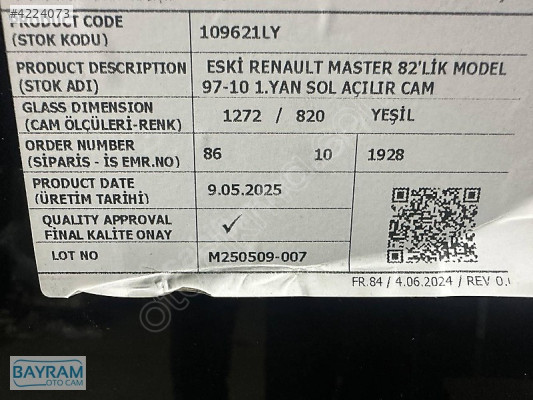 #4224073
PRODUCT CODE
(STOK KODU)
109621LY
PRODUCT DESCRIPTION
(STOK ADI)
ESKİ RENAULT MASTER 82'LİK MODEL
97-10 1.YAN SOL AÇILIR CAM
GLASS DIMENSION
(CAM ÖLÇÜLERİ-RENK)
1272 / 820 YEŞİL
ORDER NUMBER
(SİPARİŞ - İŞ EMR.NO)
86 10 1928
PRODUCT DATE
(ÜRETİM TARİHİ)
9.05.2025
QUALITY APPROVAL
FİNAL KALİTE ONAY
✓
LOT NO
M250509-007
FR.84 / 4.06.2024 / REV 0.
BAYRAM
OTO CAM